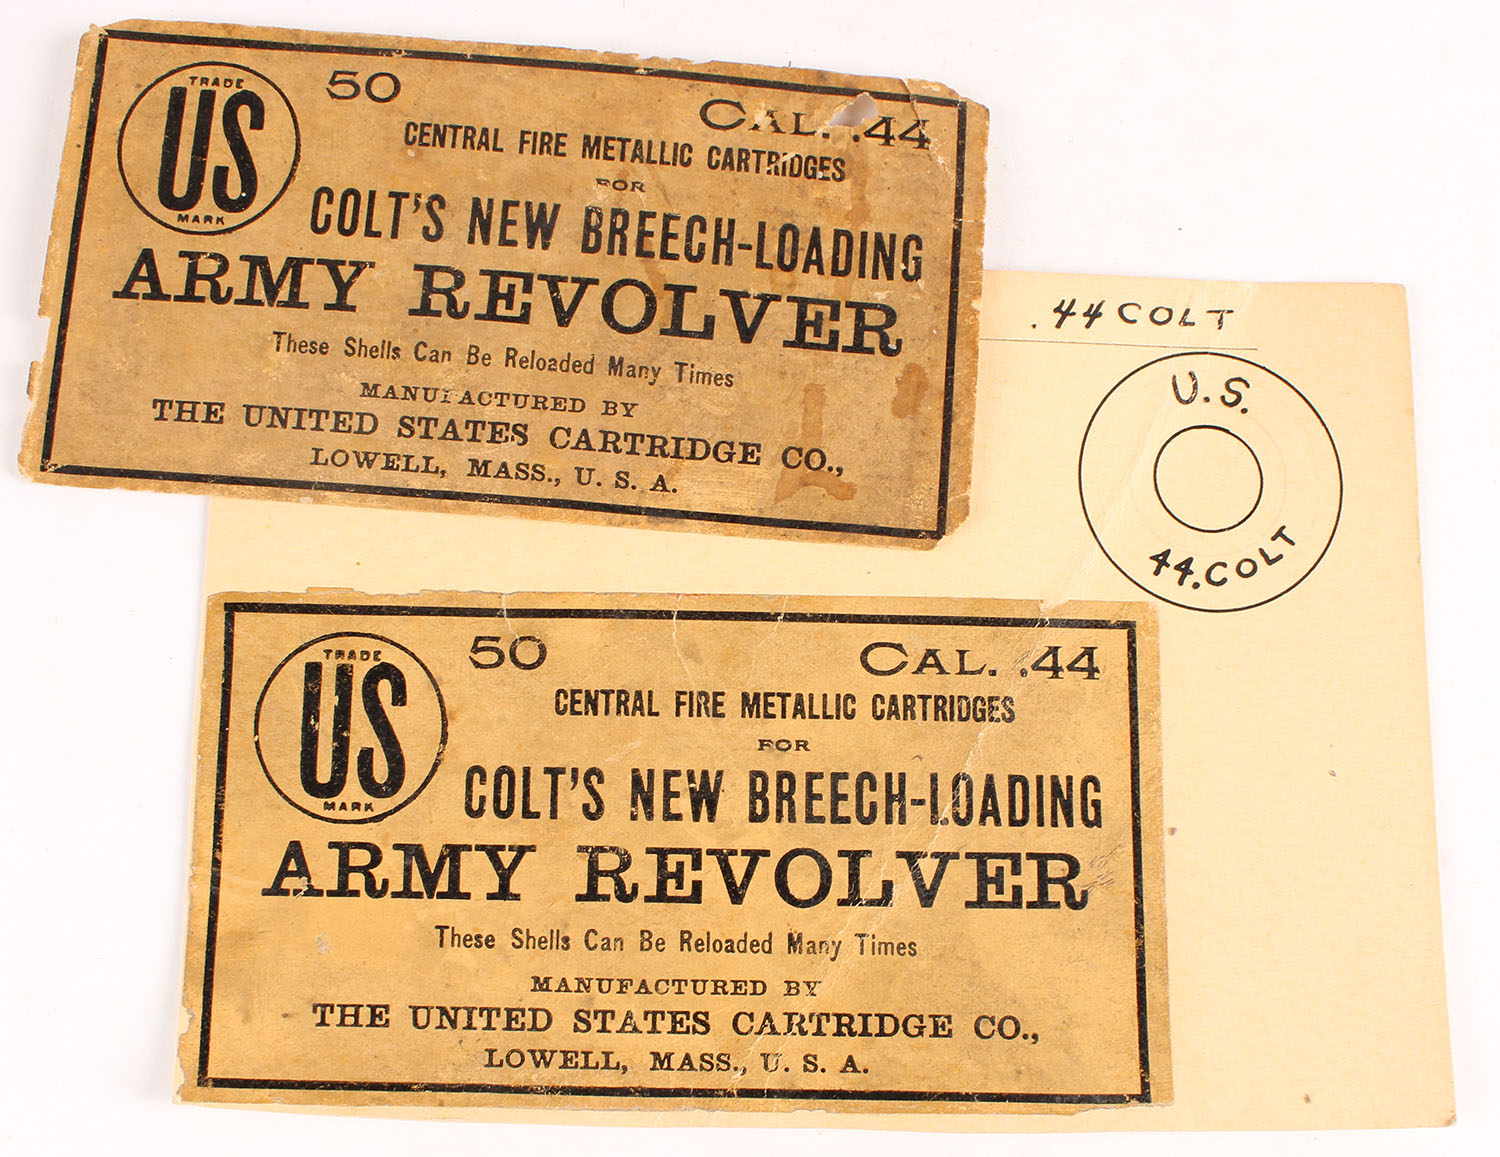 TRADE
US
MARK
50
CAL. .44
CENTRAL FIRE METALLIC CARTRIDGES
FOR
COLT'S NEW BREECH-LOADING
ARMY REVOLVER
These Shells Can Be Reloaded Many Times
MANUFACTURED BY
THE UNITED STATES CARTRIDGE CO.,
LOWELL, MASS., U. S. A.
.44 COLT
U.S.
44.COLT
TRADE
US
MARK
50
CAL. .44
CENTRAL FIRE METALLIC CARTRIDGES
FOR
COLT'S NEW BREECH-LOADING
ARMY REVOLVER
These Shells Can Be Reloaded Many Times
MANUFACTURED BY
THE UNITED STATES CARTRIDGE CO.,
LOWELL, MASS., U. S. A.